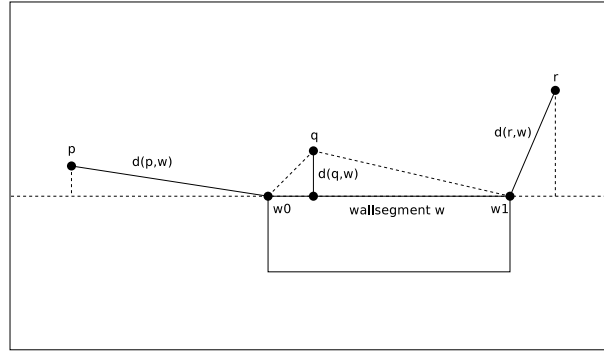 r
q
d(r,w)
p
d(p,w)
d(q,w)
w0
wallsegment w
w1